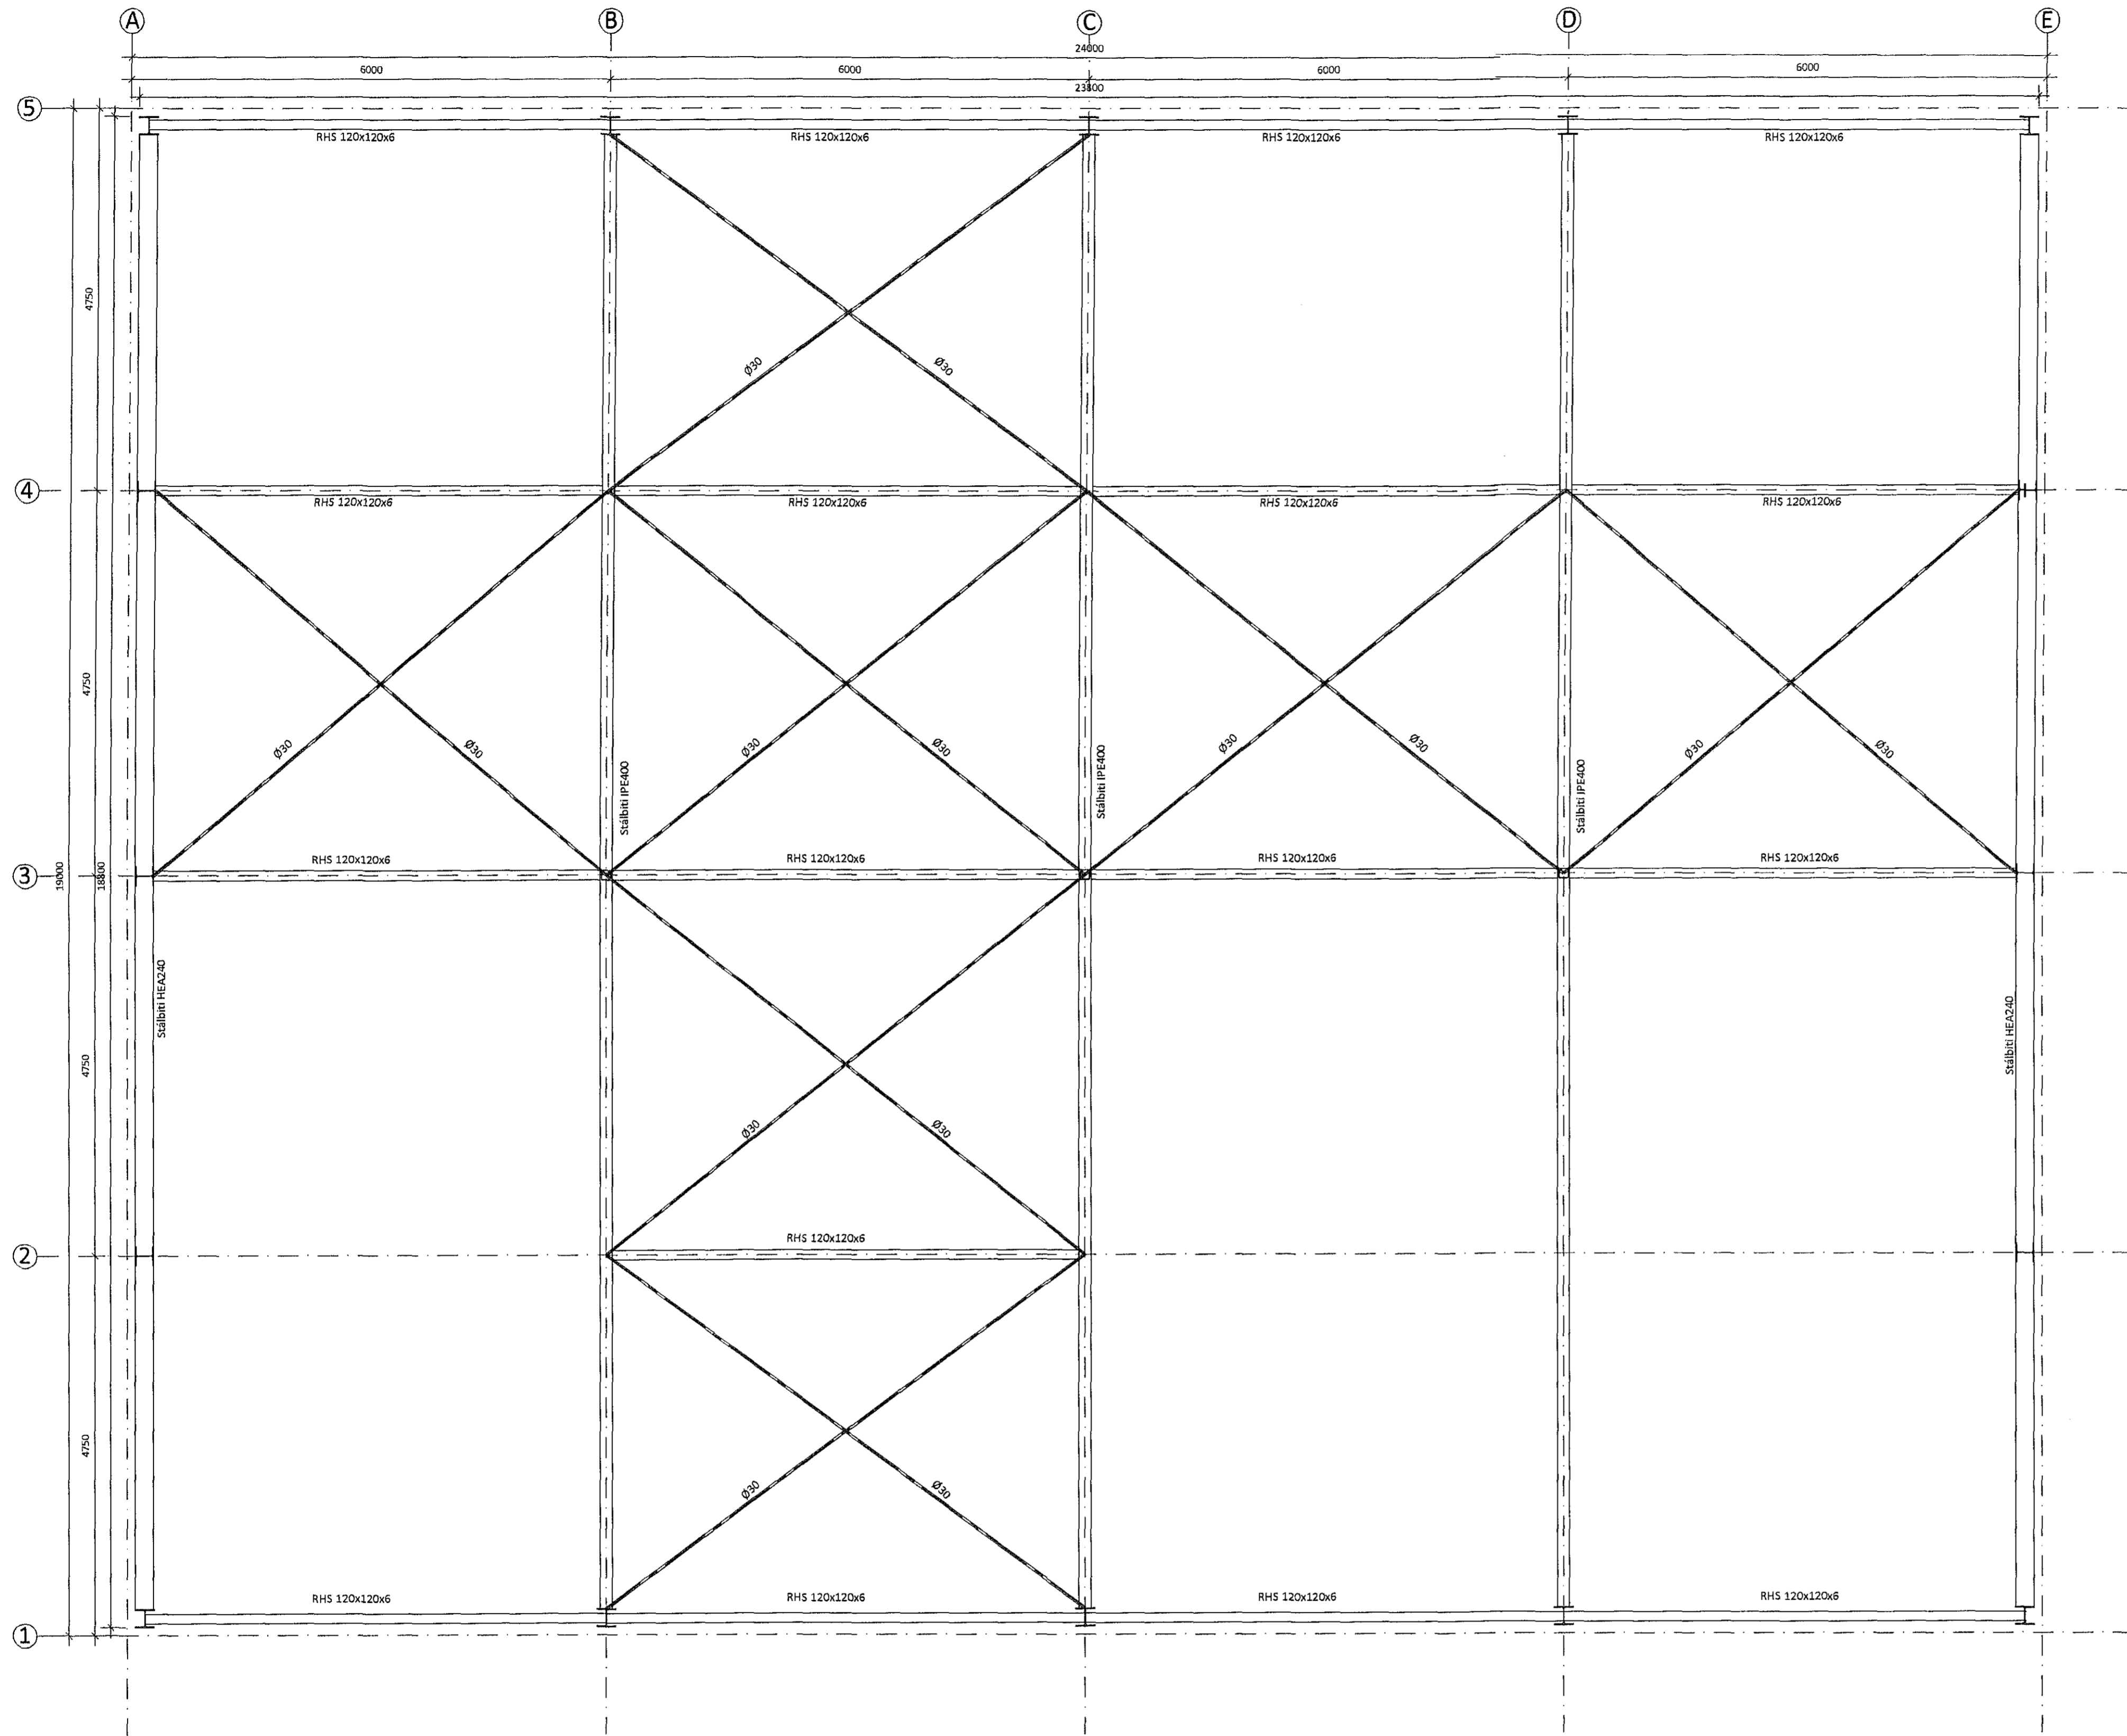 A B C D E
24000
6000 6000 6000 6000
23800
5
RHS 120x120x6 RHS 120x120x6 RHS 120x120x6 RHS 120x120x6
4750
Ø30 Ø30
4
RHS 120x120x6 RHS 120x120x6 RHS 120x120x6 RHS 120x120x6
4750
Ø30 Ø30 Ø30 Ø30 Ø30 Ø30 Ø30 Ø30
Stálbiti IPE400 Stálbiti IPE400 Stálbiti IPE400
RHS 120x120x6 RHS 120x120x6 RHS 120x120x6 RHS 120x120x6
3
19000
18800
Stálbiti HEA240 Stálbiti HEA240
4750
Ø30 Ø30
RHS 120x120x6
2
4750
Ø30 Ø30
RHS 120x120x6 RHS 120x120x6 RHS 120x120x6 RHS 120x120x6
1